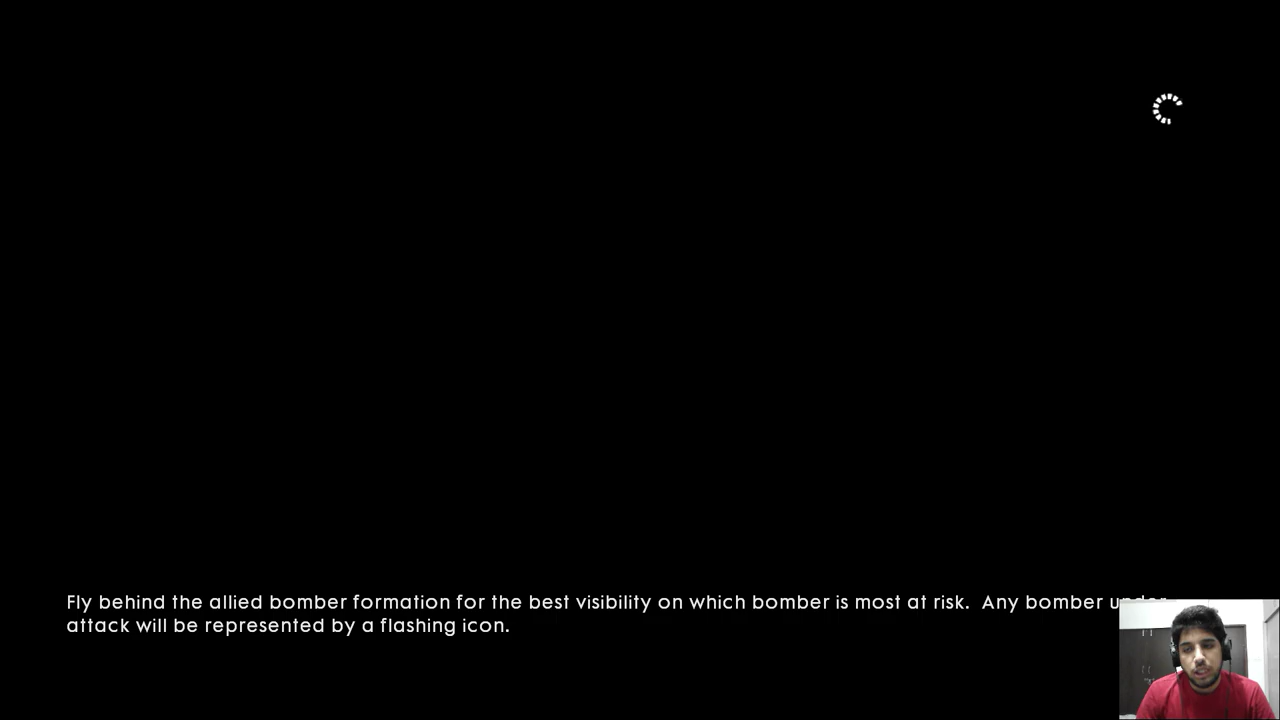 Fly behind the allied bomber formation for the best visibility on which bomber is most at risk.  Any bomber under
attack will be represented by a flashing icon.